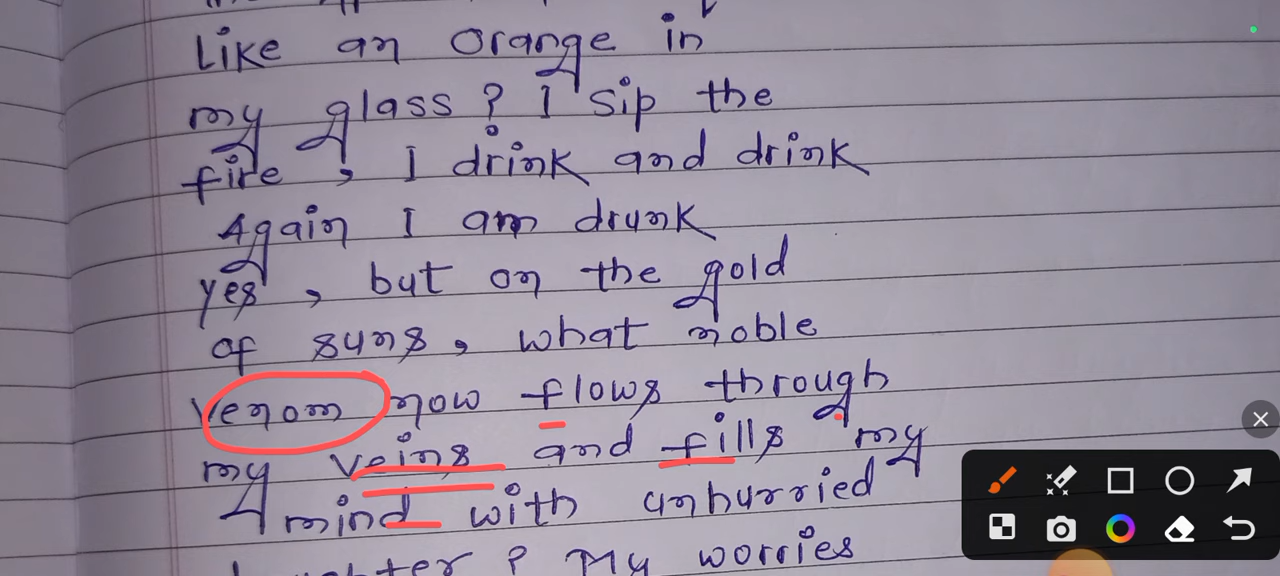 Like an orange in
my glass? I sip the
fire, I drink and drink
Again I am drunk
yes, but on the gold
of suns, what noble
Venom now flows through
my veins and fills my
mind with unhurried
? My worries